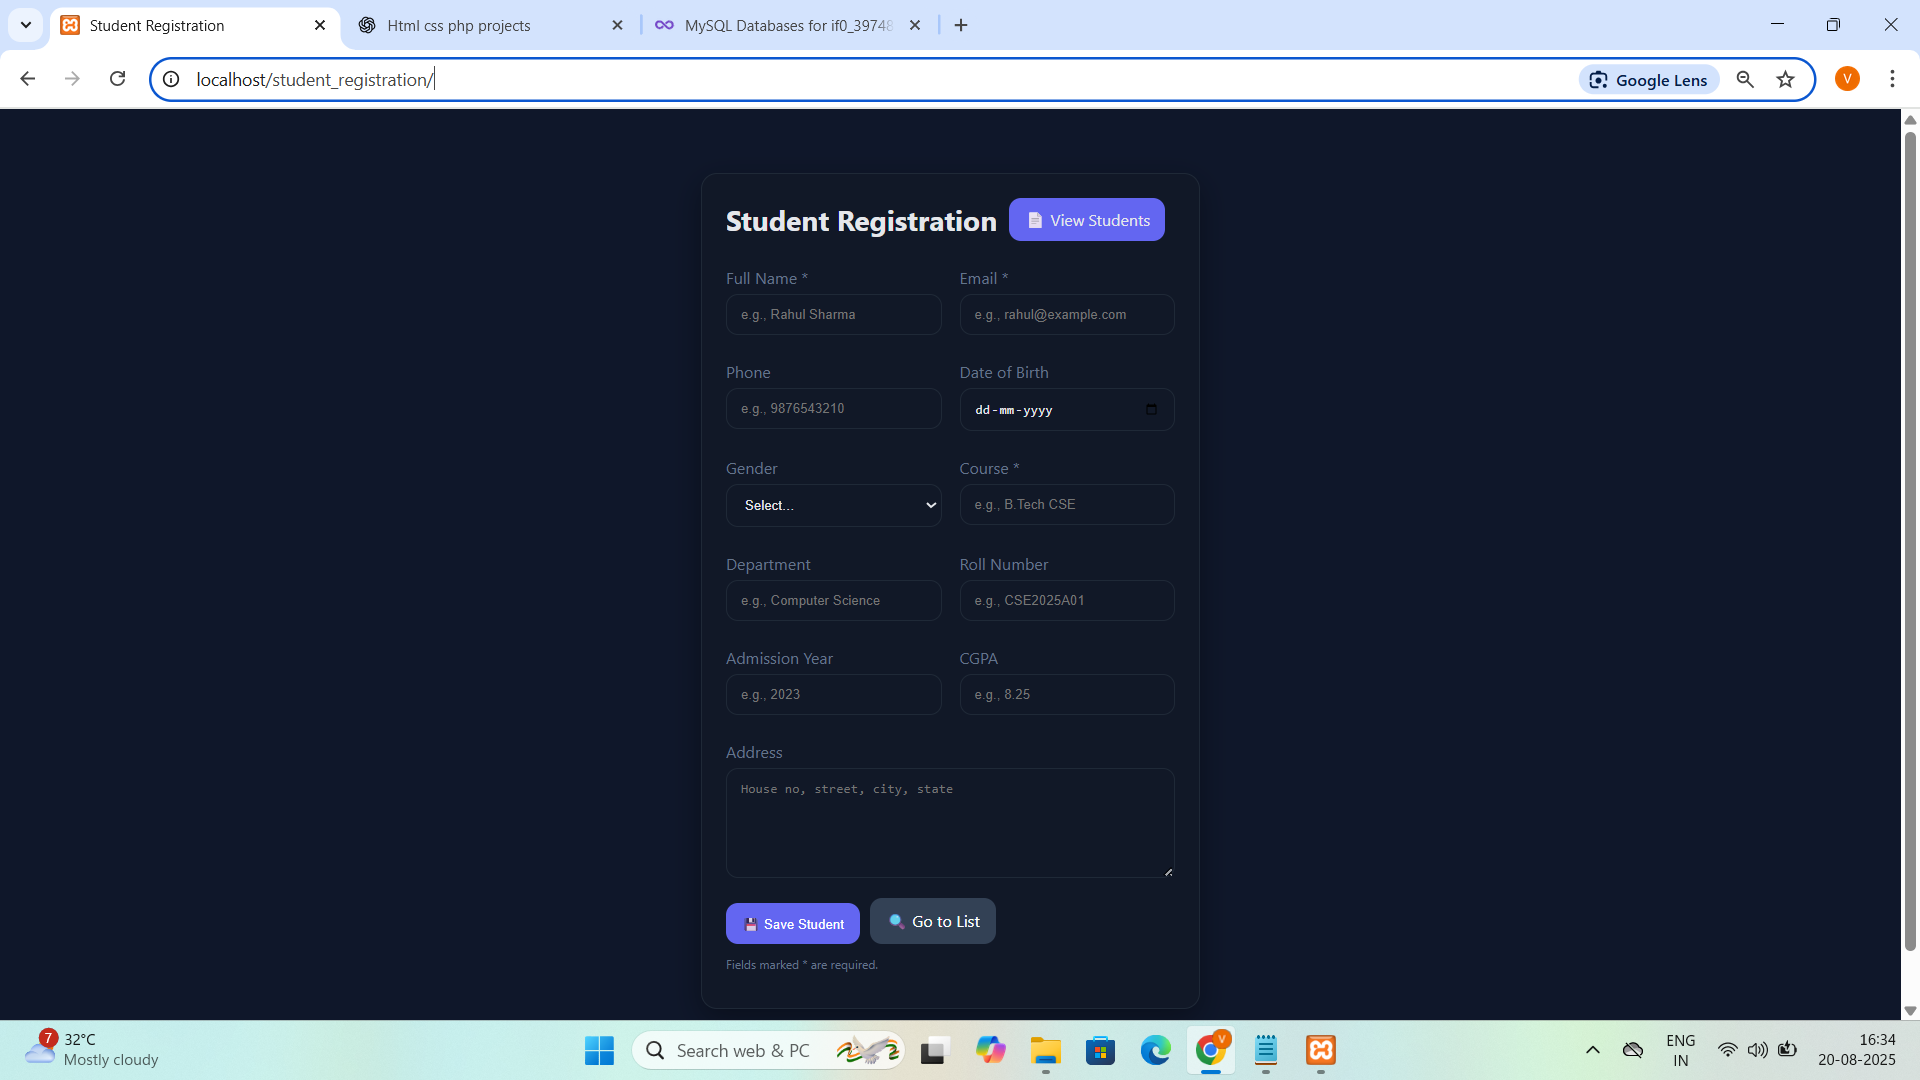 Student Registration
Html css php projects
MySQL Databases for if0_39748
localhost/student_registration/
Google Lens
V
Student Registration
View Students
Full Name *
Email *
e.g., Rahul Sharma
e.g., rahul@example.com
Phone
Date of Birth
e.g., 9876543210
dd-mm-yyyy
Gender
Course *
Select...
e.g., B.Tech CSE
Department
Roll Number
e.g., Computer Science
e.g., CSE2025A01
Admission Year
CGPA
e.g., 2023
e.g., 8.25
Address
House no, street, city, state
Save Student
Go to List
Fields marked * are required.
7
32°C
Mostly cloudy
Search web & PC
V
ENG
IN
16:34
20-08-2025